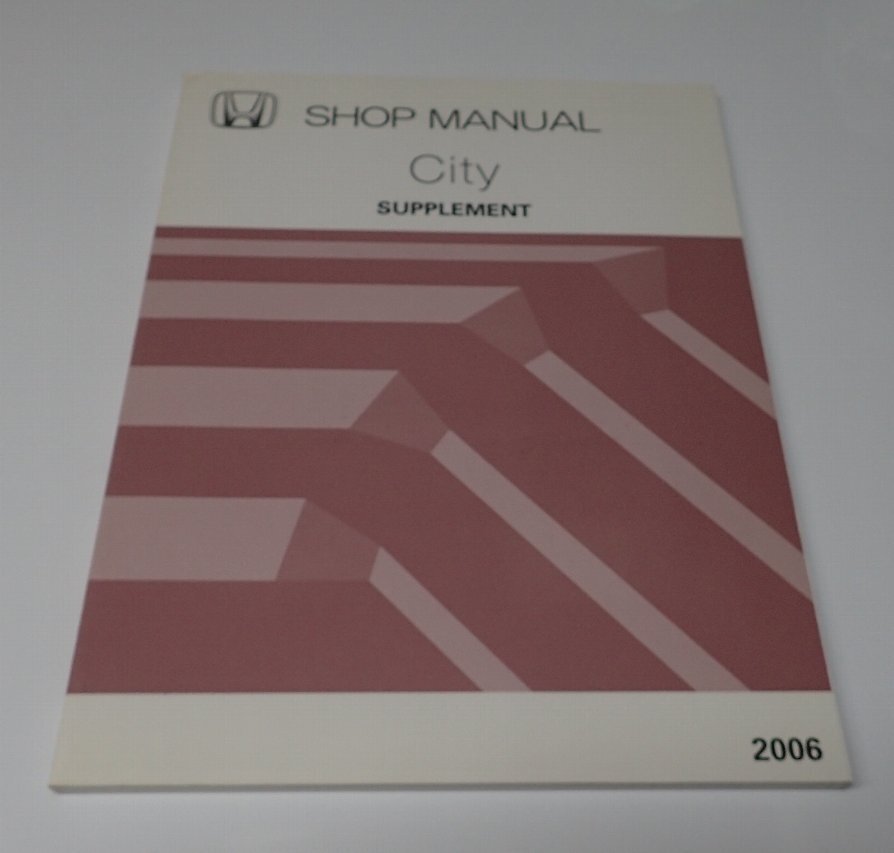 SHOP MANUAL
City
SUPPLEMENT
2006